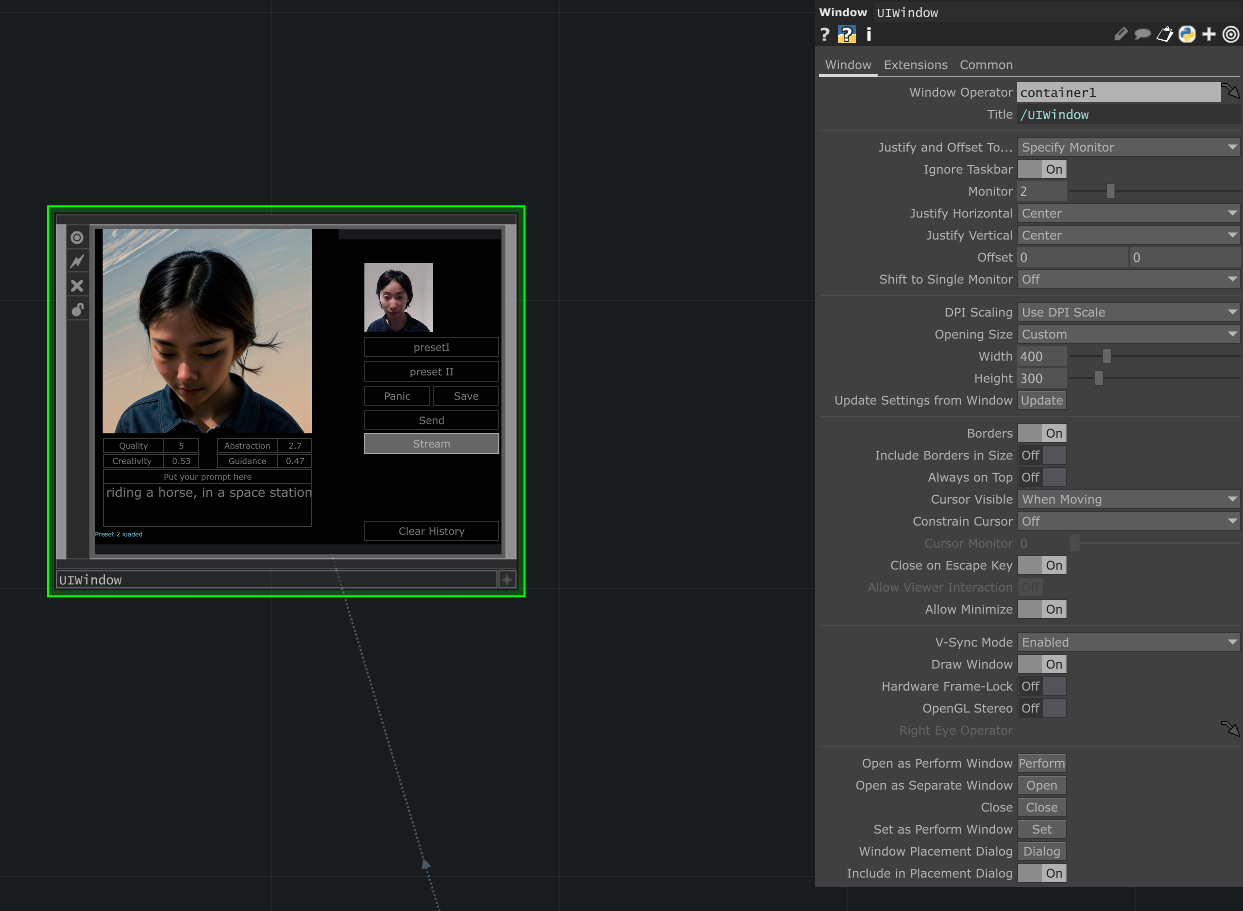 Window UIWindow
? ? i
Window Extensions Common
Window Operator container1
Title /UIWindow
Justify and Offset To... Specify Monitor
Ignore Taskbar On
Monitor 2
Justify Horizontal Center
Justify Vertical Center
Offset 0 0
Shift to Single Monitor Off
DPI Scaling Use DPI Scale
Opening Size Custom
Width 400
Height 300
Update Settings from Window Update
Borders On
Include Borders in Size Off
Always on Top Off
Cursor Visible When Moving
Constrain Cursor Off
Cursor Monitor 0
Close on Escape Key On
Allow Viewer Interaction Off
Allow Minimize On
V-Sync Mode Enabled
Draw Window On
Hardware Frame-Lock Off
OpenGL Stereo Off
Right Eye Operator
Open as Perform Window Perform
Open as Separate Window Open
Close Close
Set as Perform Window Set
Window Placement Dialog Dialog
Include in Placement Dialog On
presetI
preset II
Panic Save
Send
Stream
Clear History
Quality 5 Abstraction 2.7
Creativity 0.53 Guidance 0.47
Put your prompt here
riding a horse, in a space station
Preset 2 loaded
UIWindow